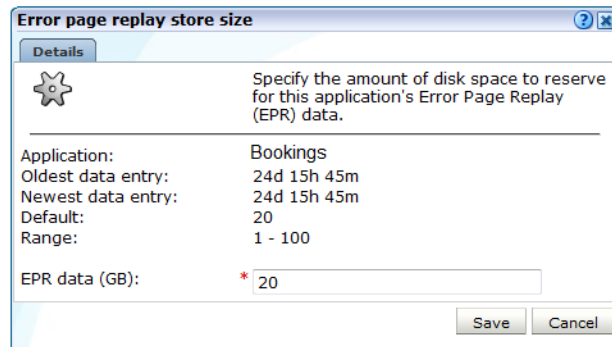 Error page replay store size
Details
Specify the amount of disk space to reserve
for this application's Error Page Replay
(EPR) data.
Application: Bookings
Oldest data entry: 24d 15h 45m
Newest data entry: 24d 15h 45m
Default: 20
Range: 1 - 100
EPR data (GB): * 20
Save Cancel